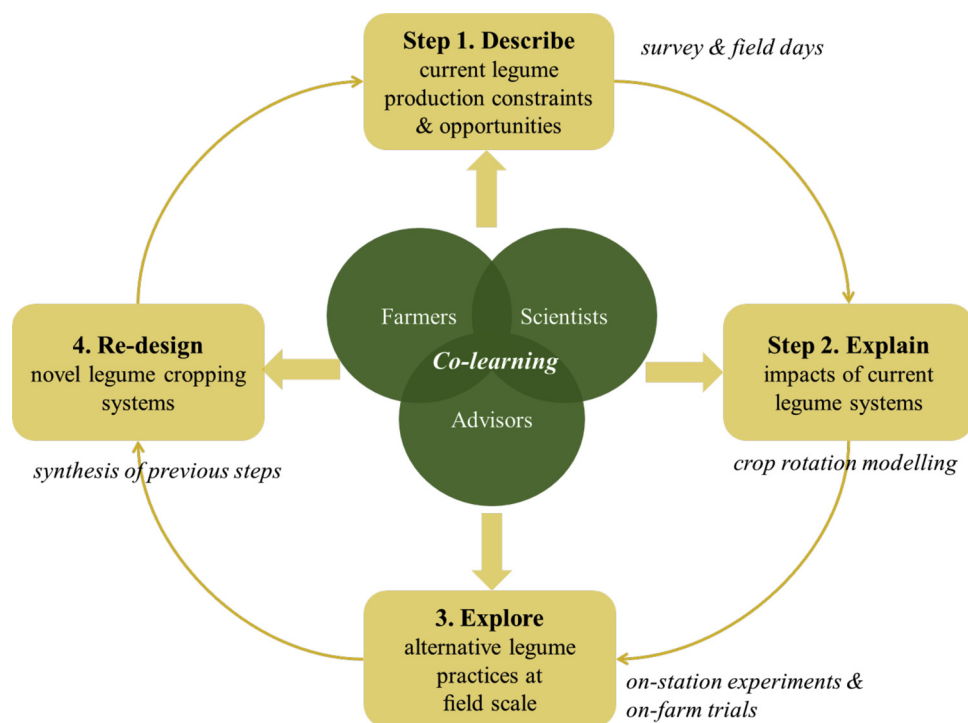 Step 1. Describe
current legume
production constraints
& opportunities
survey & field days
Farmers
Scientists
Co-learning
Advisors
4. Re-design
novel legume cropping
systems
Step 2. Explain
impacts of current
legume systems
synthesis of previous steps
crop rotation modelling
3. Explore
alternative legume
practices at
field scale
on-station experiments &
on-farm trials